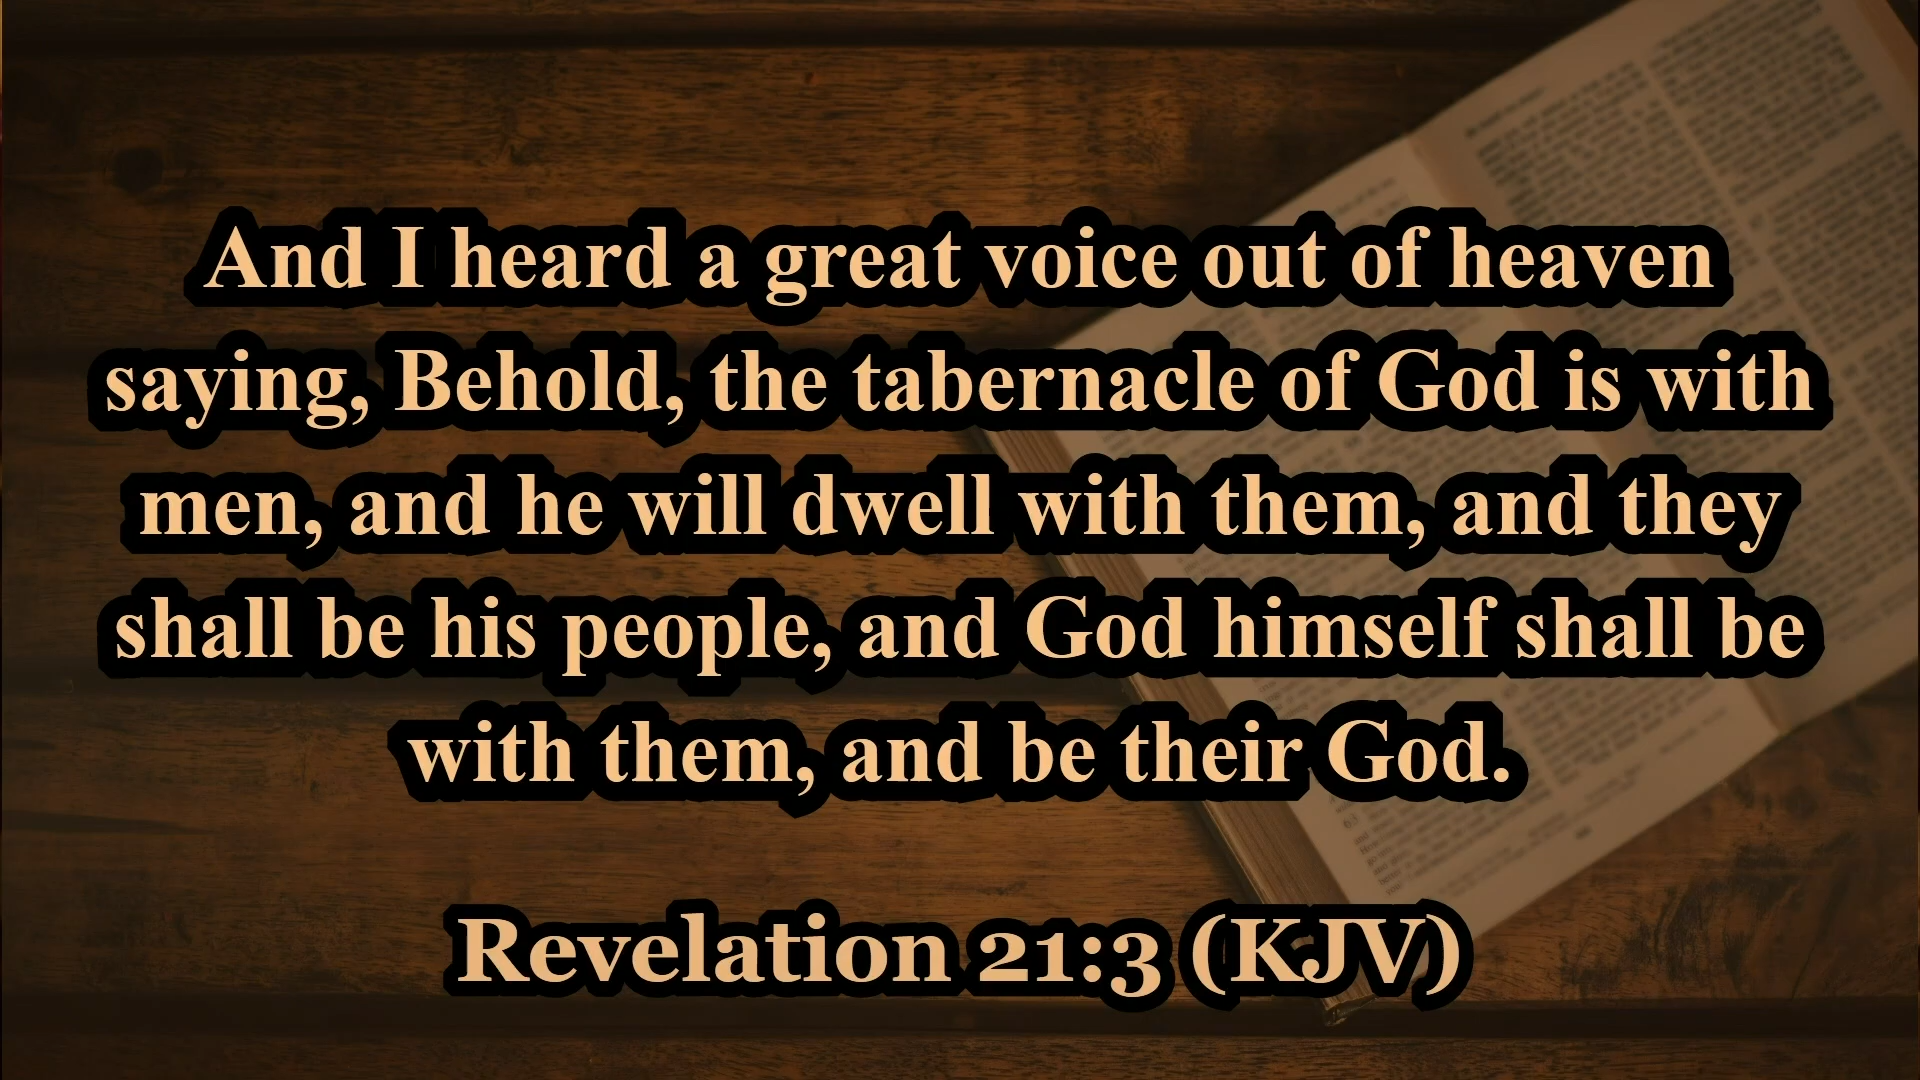 And I heard a great voice out of heaven
saying, Behold, the tabernacle of God is with
men, and he will dwell with them, and they
shall be his people, and God himself shall be
with them, and be their God.
Revelation 21:3 (KJV)